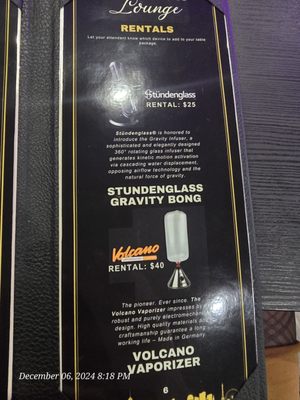 Lounge
RENTALS
Let your attendant know which device to add to your table
package.
Stündenglass
RENTAL: $25
Stündenglass® is honored to
introduce the Gravity Infuser, a
sophisticated and elegantly designed
360° rotating glass infuser that
generates kinetic motion activation
via cascading water displacement,
opposing airflow technology and the
natural force of gravity.
STUNDENGLASS
GRAVITY BONG
Volcano
RENTAL: $40
The pioneer. Ever since. The
Volcano Vaporizer impresses by
robust and purely electromechanical
design. High quality materials
craftsmanship guarantee a long
working life – Made in Germany.
VOLCANO
VAPORIZER
6
December 06, 2024 8:18 PM